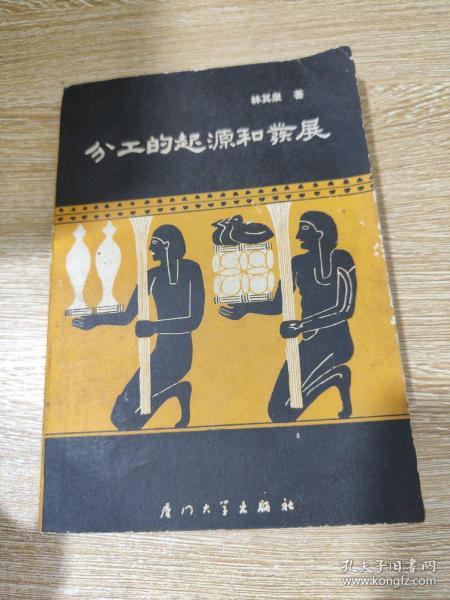 林其泉 著
分工的起源和發展
厦门大学出版社
孔夫子旧书网
www.kongfz.com